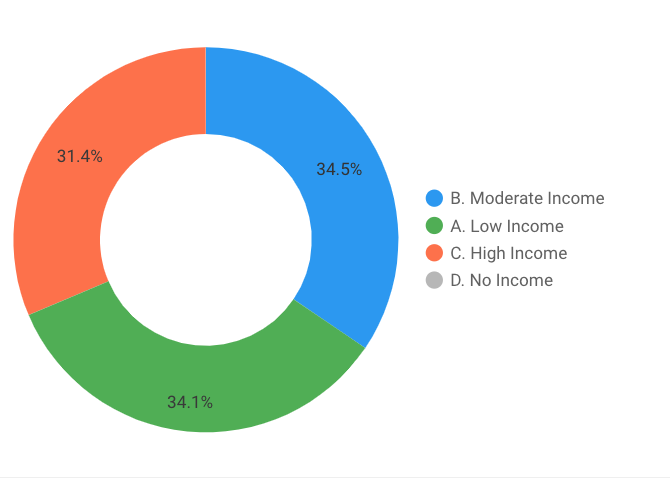 31.4%
34.5%
34.1%
B. Moderate Income
A. Low Income
C. High Income
D. No Income